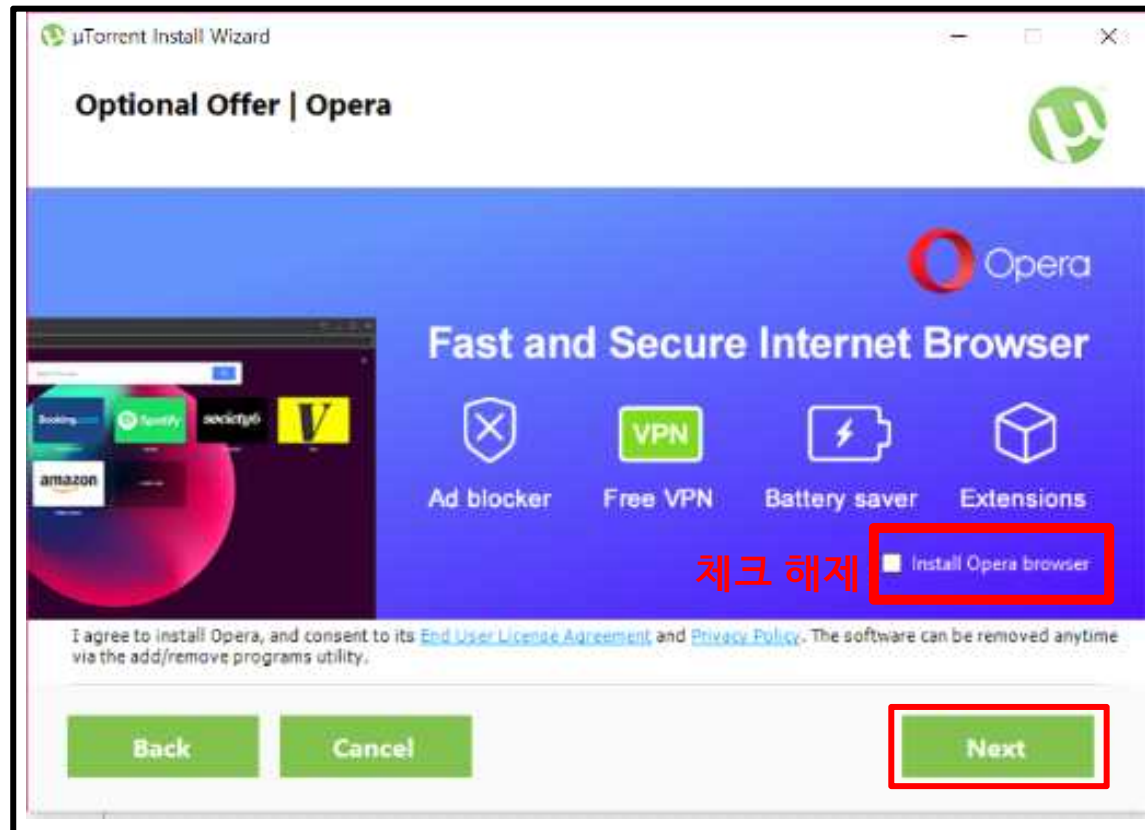 µTorrent Install Wizard
Optional Offer | Opera
Opera
Fast and Secure Internet Browser
Booking
Spotify
society6
V
amazon
VPN
Ad blocker
Free VPN
Battery saver
Extensions
체크 해제
Install Opera browser
I agree to install Opera, and consent to its End User License Agreement and Privacy Policy. The software can be removed anytime
via the add/remove programs utility.
Back
Cancel
Next